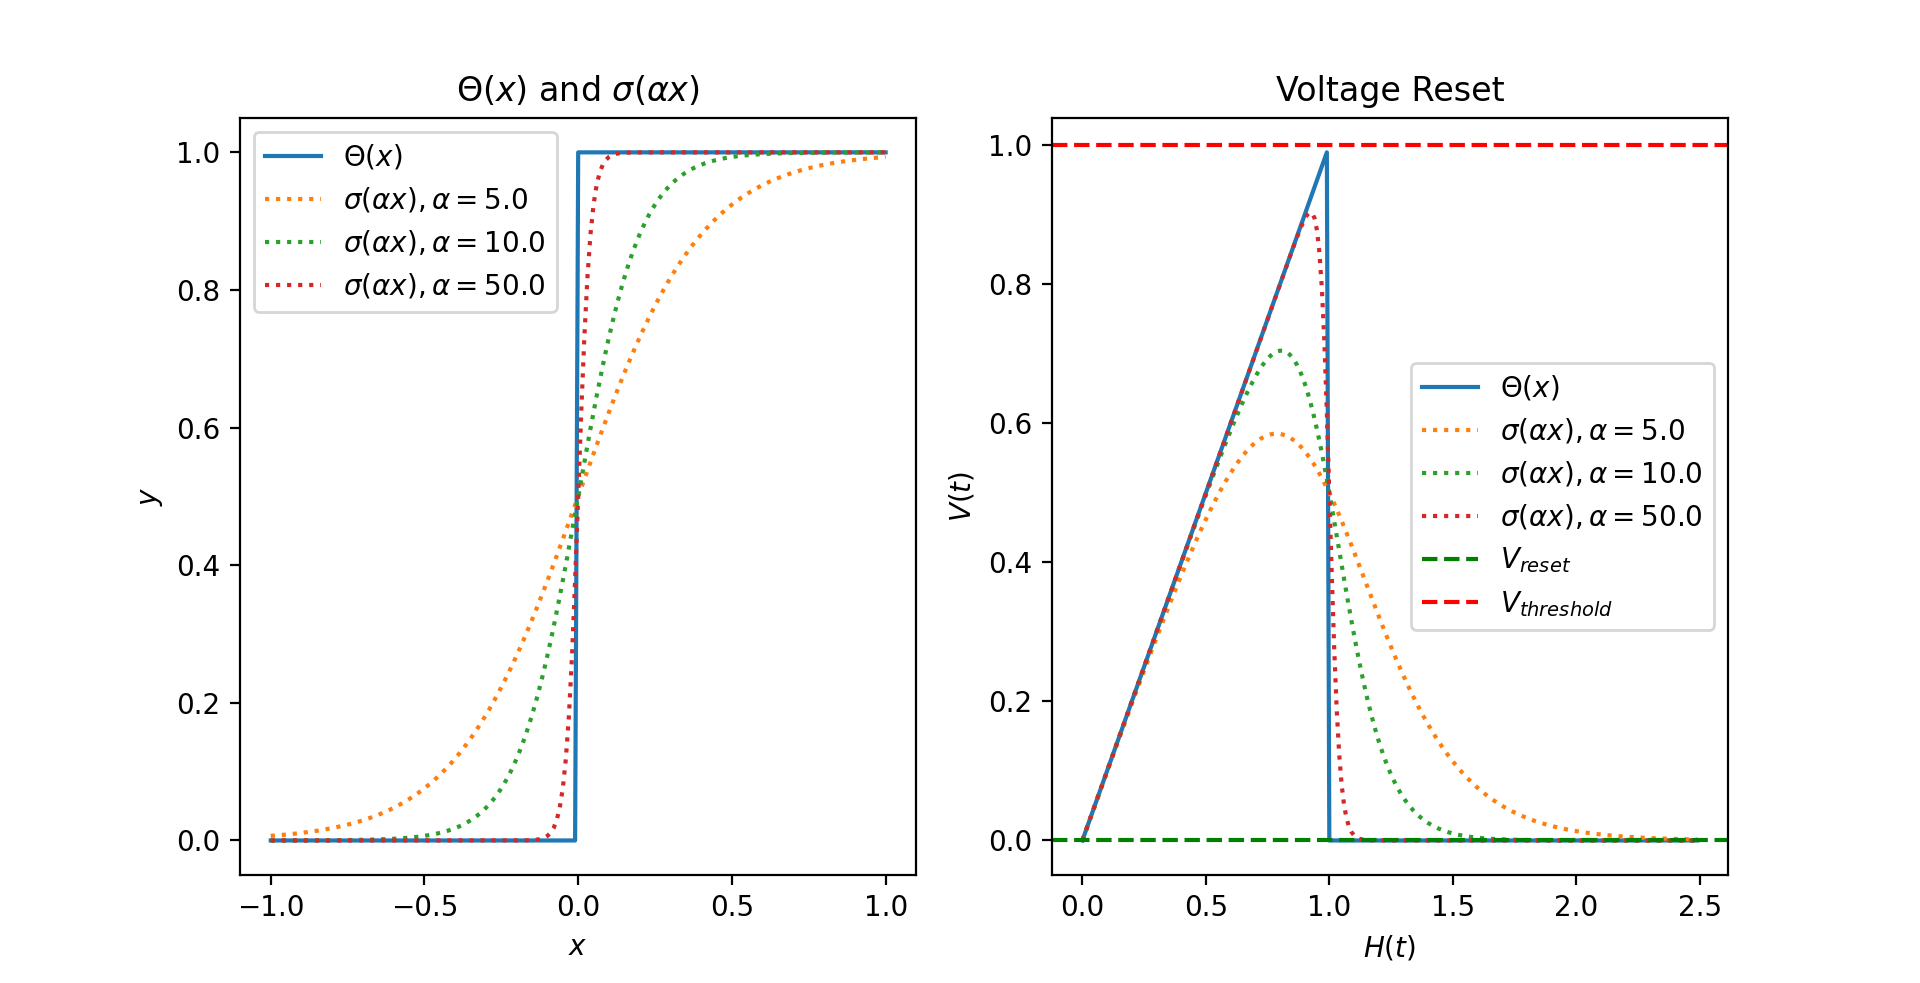 Θ(x) and σ(αx)
Θ(x)
σ(αx), α = 5.0
σ(αx), α = 10.0
σ(αx), α = 50.0
1.0
0.8
0.6
0.4
0.2
0.0
y
−1.0 −0.5 0.0 0.5 1.0
x
Voltage Reset
1.0
0.8
0.6
0.4
0.2
0.0
V(t)
Θ(x)
σ(αx), α = 5.0
σ(αx), α = 10.0
σ(αx), α = 50.0
V_reset
V_threshold
0.0 0.5 1.0 1.5 2.0 2.5
H(t)